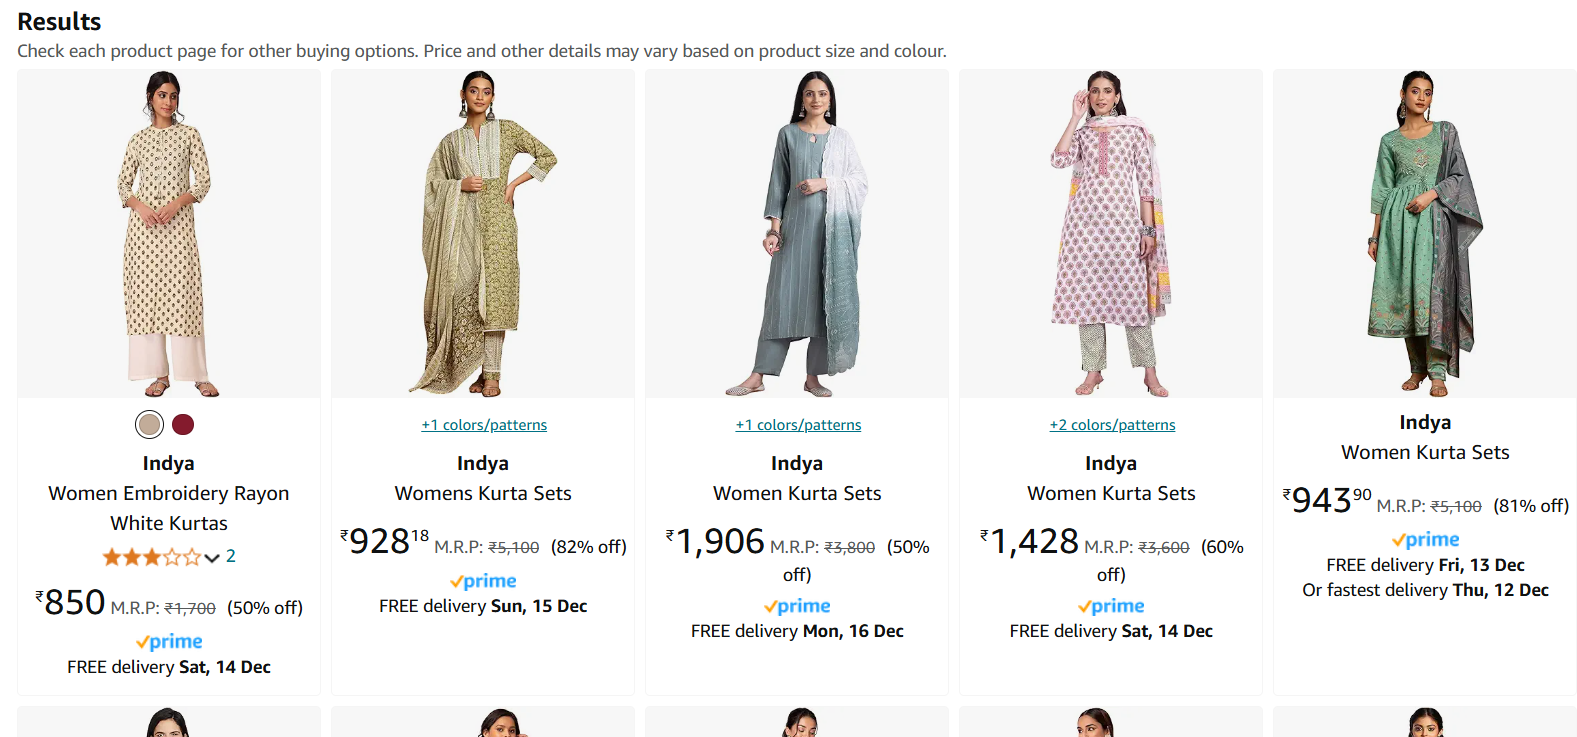 Results
Check each product page for other buying options. Price and other details may vary based on product size and colour.
Indya
Women Embroidery Rayon
White Kurtas
2
₹850 M.R.P: ₹1,700 (50% off)
prime
FREE delivery Sat, 14 Dec
+1 colors/patterns
Indya
Womens Kurta Sets
₹928 18 M.R.P: ₹5,100 (82% off)
prime
FREE delivery Sun, 15 Dec
+1 colors/patterns
Indya
Women Kurta Sets
₹1,906 M.R.P: ₹3,800 (50%
off)
prime
FREE delivery Mon, 16 Dec
+2 colors/patterns
Indya
Women Kurta Sets
₹1,428 M.R.P: ₹3,600 (60%
off)
prime
FREE delivery Sat, 14 Dec
Indya
Women Kurta Sets
₹943 90 M.R.P: ₹5,100 (81% off)
prime
FREE delivery Fri, 13 Dec
Or fastest delivery Thu, 12 Dec